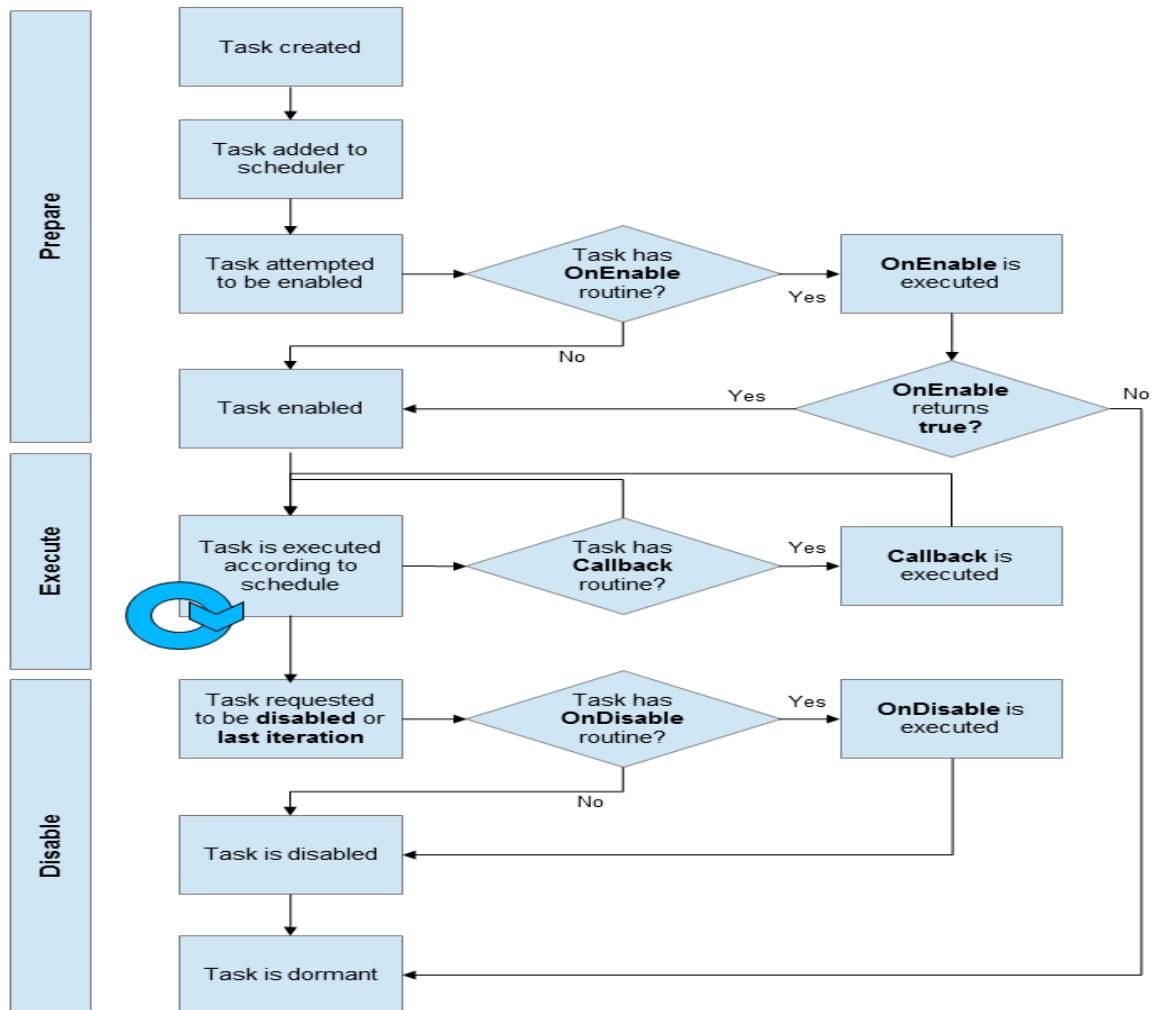 Prepare
Task created
Task added to
scheduler
Task attempted
to be enabled
Task has
OnEnable
routine?
Yes
OnEnable is
executed
No
Task enabled
Yes
OnEnable
returns
true?
No
Execute
Task is executed
according to
schedule
Task has
Callback
routine?
Yes
Callback is
executed
Disable
Task requested
to be disabled or
last iteration
Task has
OnDisable
routine?
Yes
OnDisable is
executed
No
Task is disabled
Task is dormant